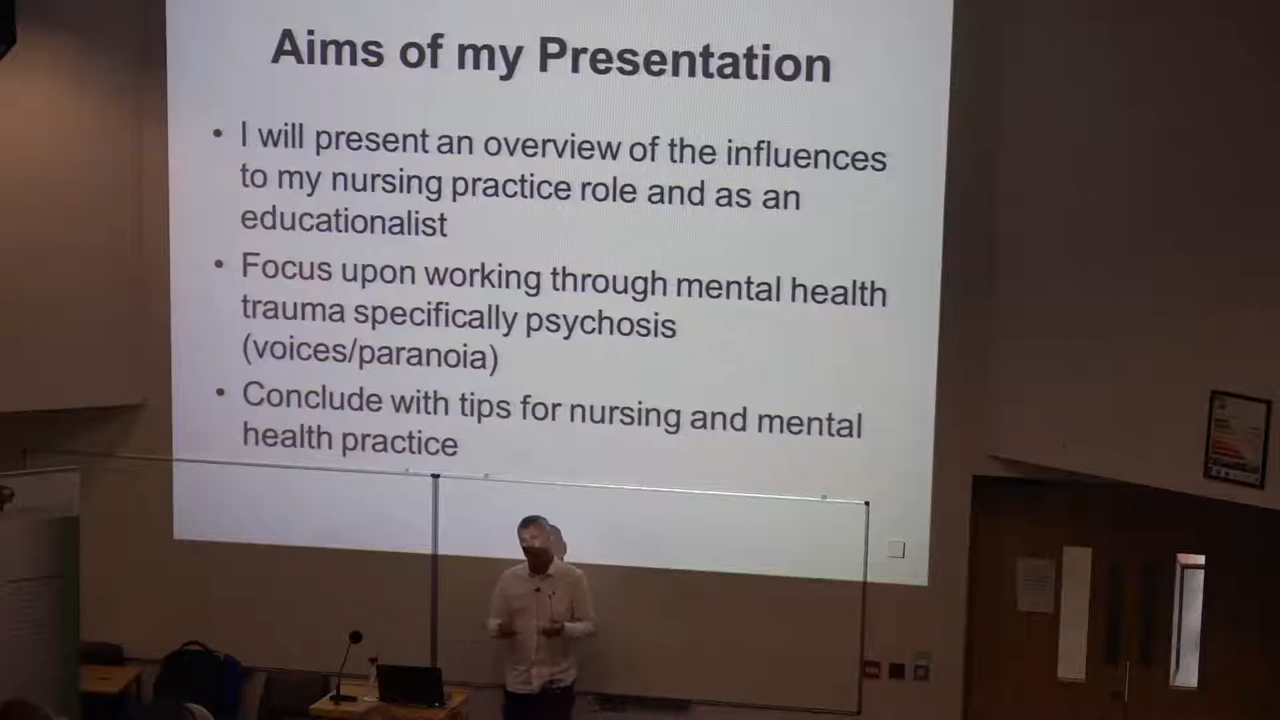 Aims of my Presentation
• I will present an overview of the influences
to my nursing practice role and as an
educationalist
• Focus upon working through mental health
trauma specifically psychosis
(voices/paranoia)
• Conclude with tips for nursing and mental
health practice